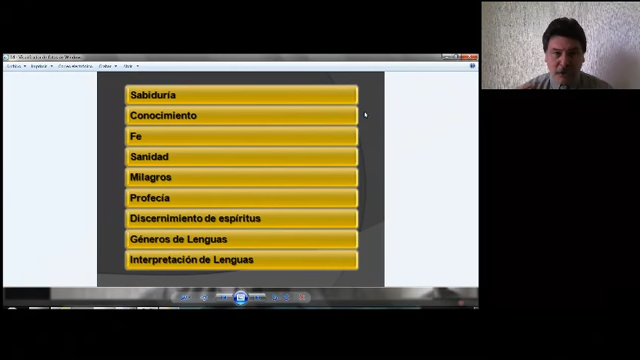 Sabiduría
Conocimiento
Fe
Sanidad
Milagros
Profecía
Discernimiento de espíritus
Géneros de Lenguas
Interpretación de Lenguas